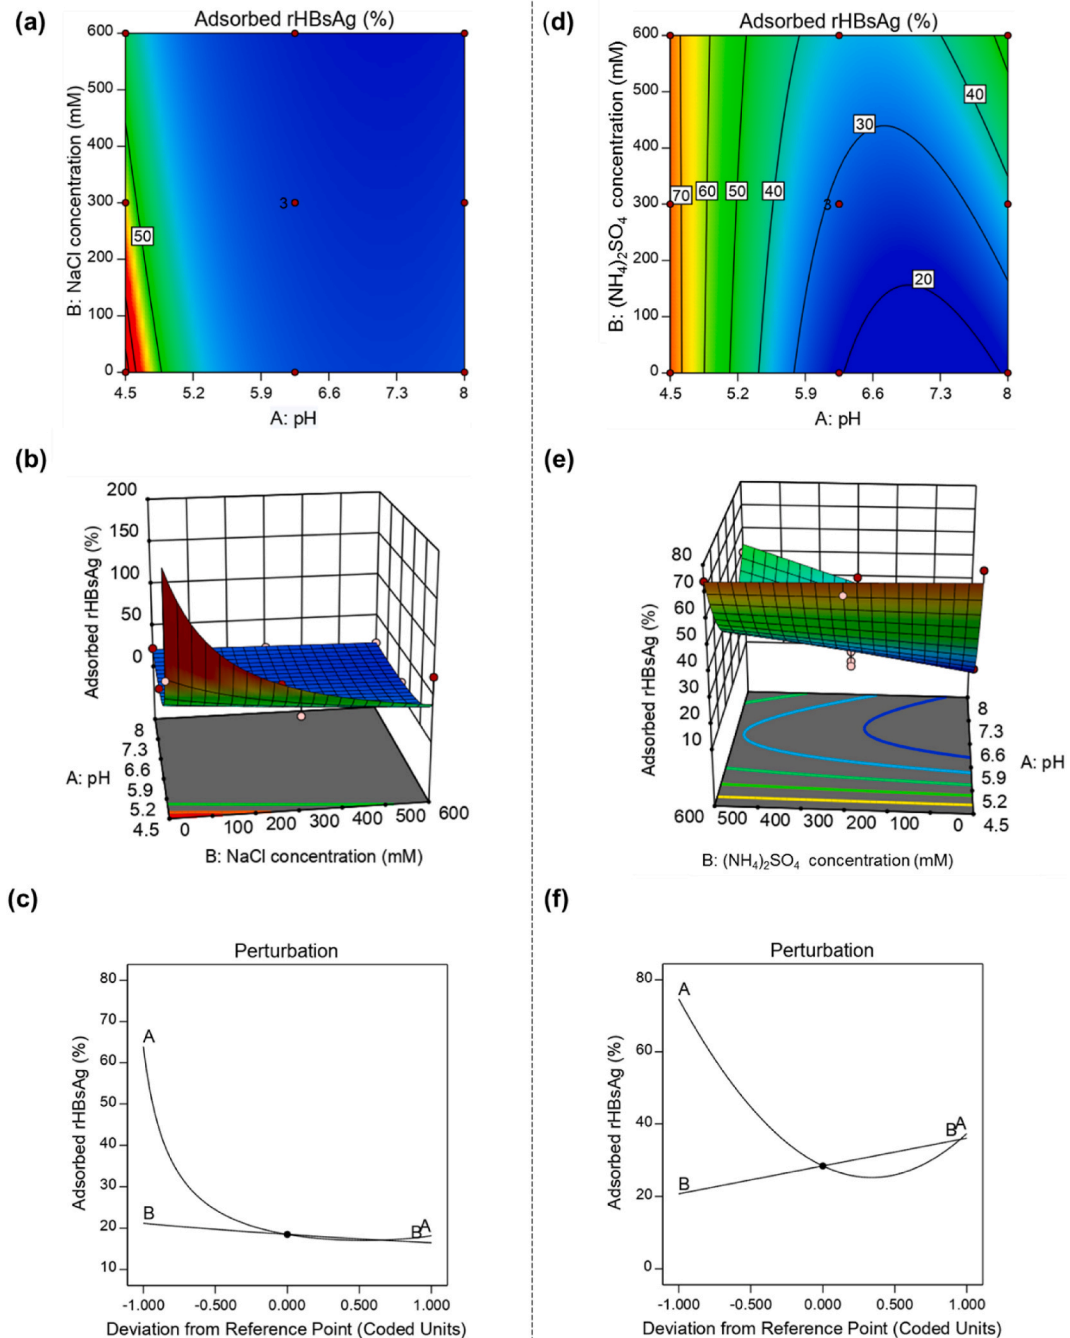 (a)
Adsorbed rHBsAg (%)
B: NaCl concentration (mM)
600
500
400
300
200
100
0
3
50
4.5 5.2 5.9 6.6 7.3 8
A: pH
(d)
Adsorbed rHBsAg (%)
B: (NH4)2SO4 concentration (mM)
600
500
400
300
200
100
0
70 60 50 40
30
40
3
20
4.5 5.2 5.9 6.6 7.3 8
A: pH
(b)
Adsorbed rHBsAg (%)
200
150
100
50
0
8
7.3
6.6
5.9
5.2
4.5
A: pH
0 100 200 300 400 500 600
B: NaCl concentration (mM)
(e)
Adsorbed rHBsAg (%)
80
70
60
50
40
30
20
10
8
7.3
6.6
5.9
5.2
4.5
A: pH
600 500 400 300 200 100 0
B: (NH4)2SO4 concentration (mM)
(c)
Perturbation
Adsorbed rHBsAg (%)
80
70
60
50
40
30
20
10
A
B
B A
-1.000 -0.500 0.000 0.500 1.000
Deviation from Reference Point (Coded Units)
(f)
Perturbation
Adsorbed rHBsAg (%)
80
60
40
20
0
A
B
B A
-1.000 -0.500 0.000 0.500 1.000
Deviation from Reference Point (Coded Units)